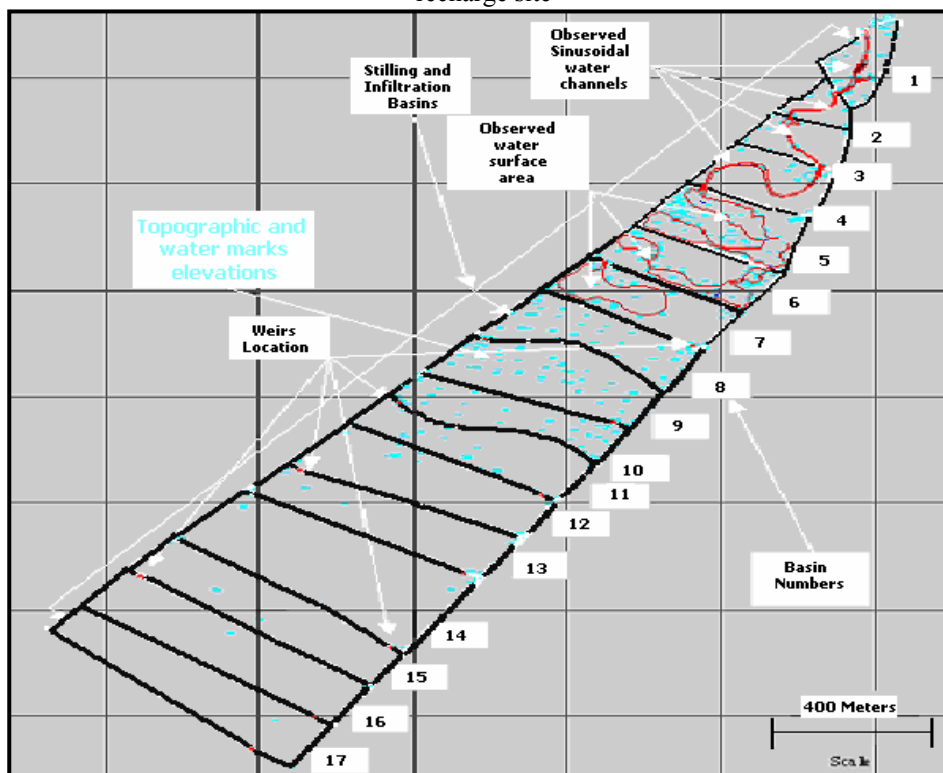 recharge site
Observed
Sinusoidal
water
channels
Stilling and
Infiltration
Basins
Observed
water
surface
area
Topographic and
water marks
elevations
Weirs
Location
1
2
3
4
5
6
7
8
9
10
11
12
13
14
15
16
17
Basin
Numbers
400 Meters
Scale